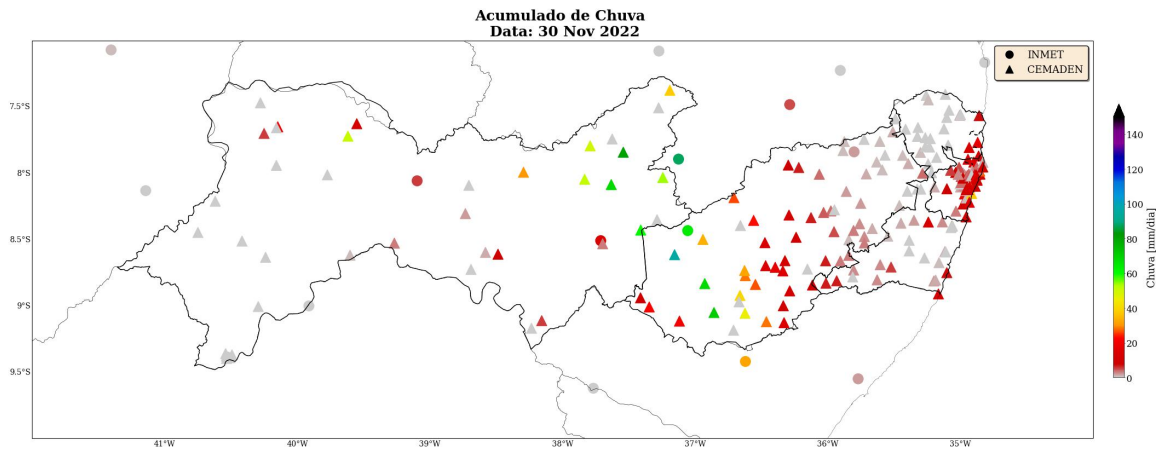 Acumulado de Chuva
Data: 30 Nov 2022
INMET
CEMADEN
7.5°S
8°S
8.5°S
9°S
9.5°S
41°W
40°W
39°W
38°W
37°W
36°W
35°W
140
120
100
80
60
40
20
0
Chuva [mm/dia]